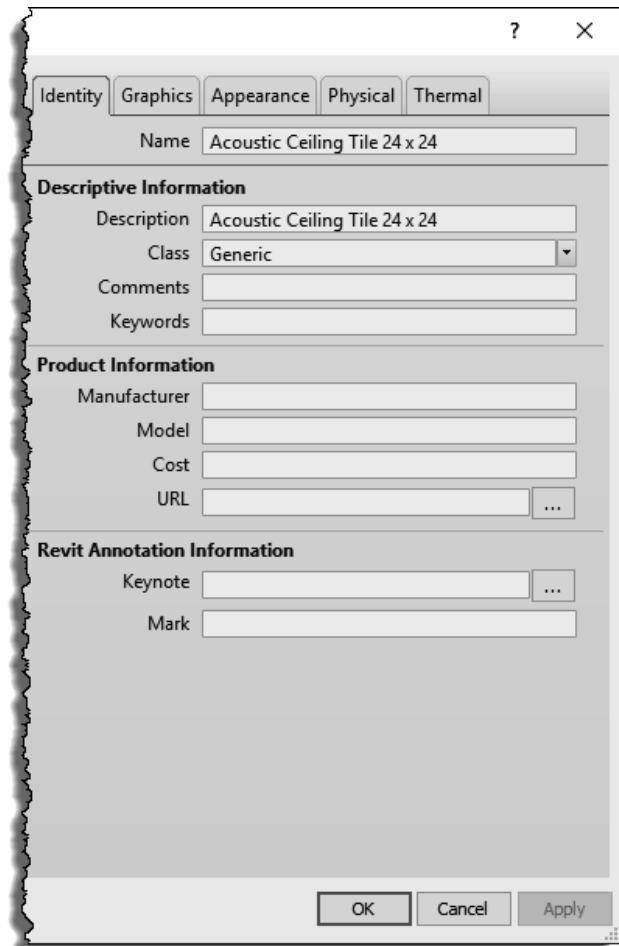 ? ×
Identity Graphics Appearance Physical Thermal
Name Acoustic Ceiling Tile 24 x 24
Descriptive Information
Description Acoustic Ceiling Tile 24 x 24
Class Generic
Comments
Keywords
Product Information
Manufacturer
Model
Cost
URL ...
Revit Annotation Information
Keynote ...
Mark
OK Cancel Apply